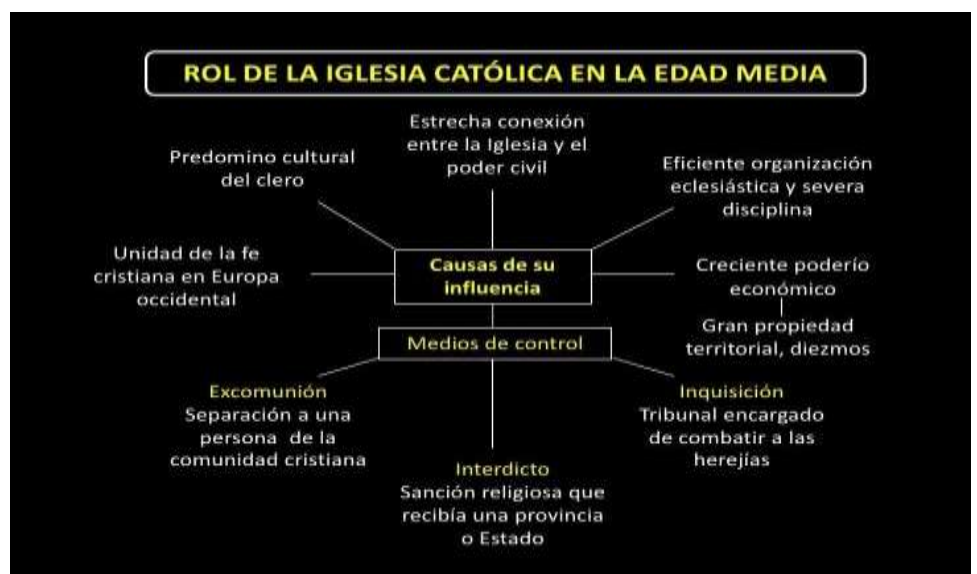 ROL DE LA IGLESIA CATÓLICA EN LA EDAD MEDIA
Estrecha conexión
entre la Iglesia y el
poder civil
Predomino cultural
del clero
Eficiente organización
eclesiástica y severa
disciplina
Unidad de la fe
cristiana en Europa
occidental
Causas de su
influencia
Creciente poderío
económico
Gran propiedad
territorial, diezmos
Medios de control
Excomunión
Separación a una
persona de la
comunidad cristiana
Interdicto
Sanción religiosa que
recibía una provincia
o Estado
Inquisición
Tribunal encargado
de combatir a las
herejías